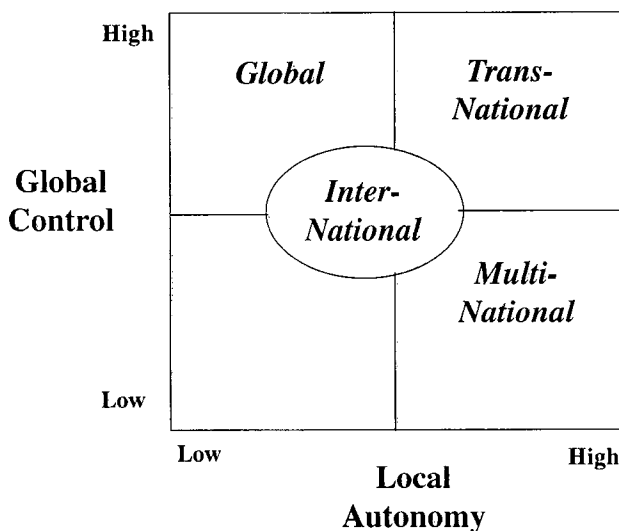 High
Global
Trans-
National
Global
Control
Inter-
National
Multi-
National
Low
Low
High
Local
Autonomy